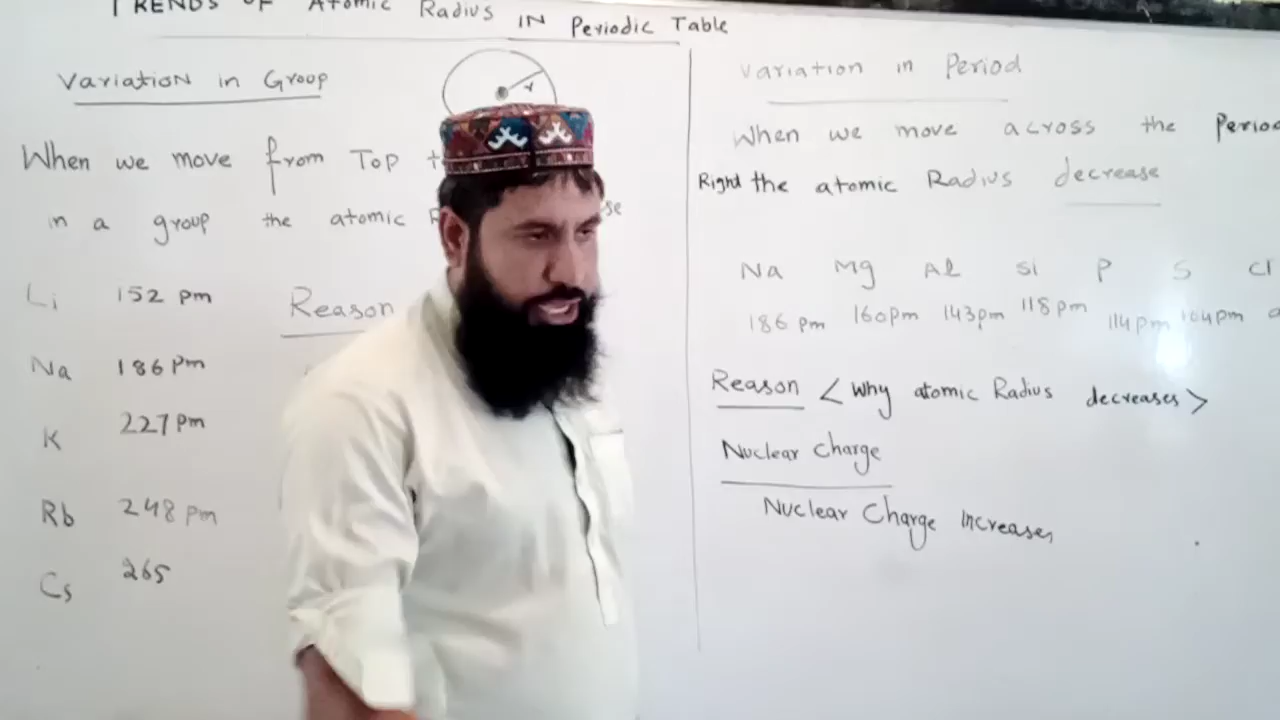 TRENDS OF Atomic Radius IN Periodic Table
Variation in Group
r
When we move from Top
in a group the atomic
Li 152 pm
Reason
Na 186 pm
K 227 pm
Rb 248 pm
Cs 265
Variation in Period
When we move across the Period
Right the atomic Radius decrease
Na Mg Al Si P S Cl
186 pm 160pm 143pm 118pm 114pm 104pm
Reason < Why atomic Radius decreases >
Nuclear Charge
Nuclear Charge Increases